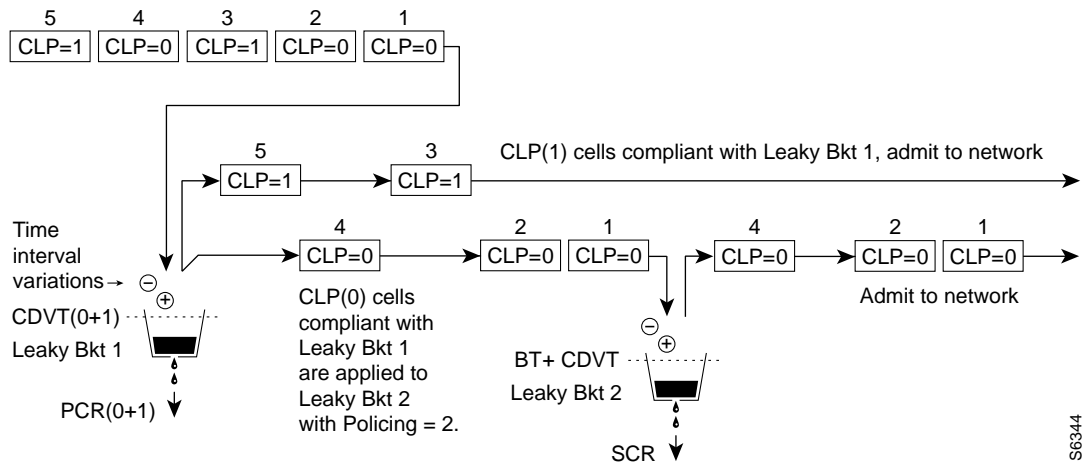 5 4 3 2 1
CLP=1 CLP=0 CLP=1 CLP=0 CLP=0
5 3
CLP(1) cells compliant with Leaky Bkt 1, admit to network
CLP=1 CLP=1
4 2 1 4 2 1
CLP=0 CLP=0 CLP=0 CLP=0 CLP=0 CLP=0
Time
interval
variations
− +
CDVT(0+1)
Leaky Bkt 1
PCR(0+1)
CLP(0) cells
compliant with
Leaky Bkt 1
are applied to
Leaky Bkt 2
with Policing = 2.
− +
BT+ CDVT
Leaky Bkt 2
SCR
Admit to network
S6344